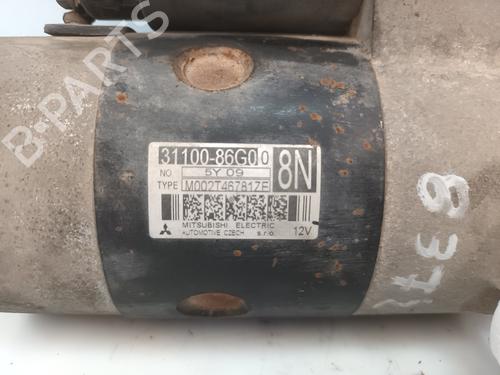 B-PARTS
31100-86G00
8N
NO 5Y 09
TYPE M002T46781ZE
MITSUBISHI ELECTRIC
AUTOMOTIVE CZECH s.r.o. 12V